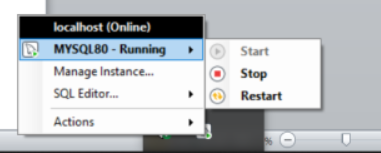 localhost (Online)
MYSQL80 - Running
Manage Instance...
SQL Editor...
Actions
Start
Stop
Restart
%